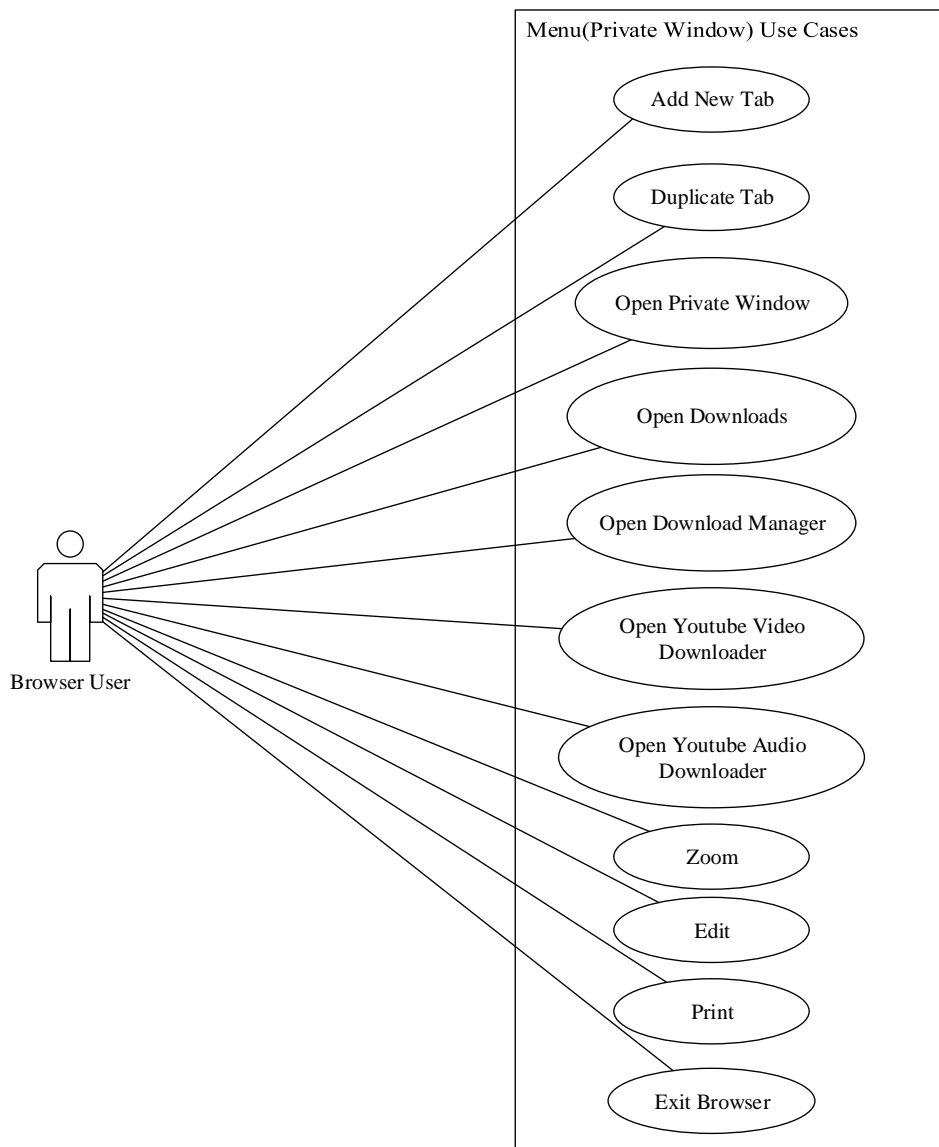 Menu(Private Window) Use Cases
Add New Tab
Duplicate Tab
Open Private Window
Open Downloads
Open Download Manager
Open Youtube Video
Downloader
Browser User
Open Youtube Audio
Downloader
Zoom
Edit
Print
Exit Browser